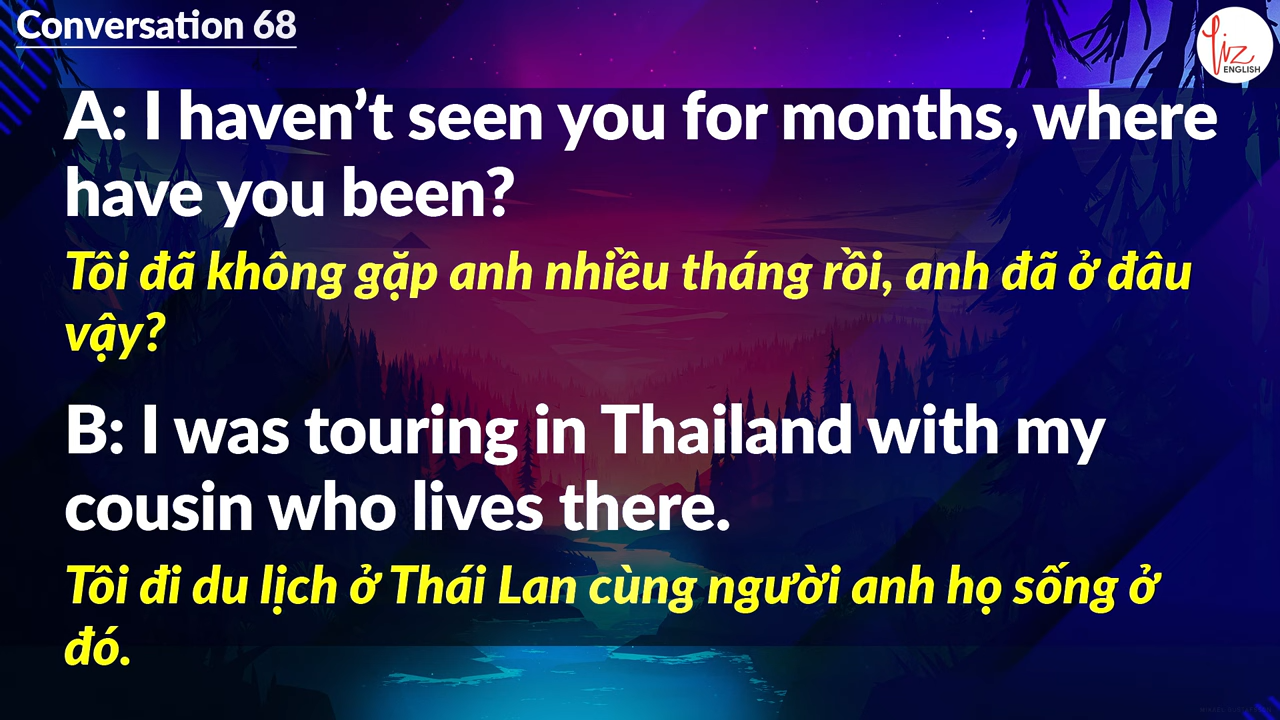 Conversation 68
Liz
ENGLISH
A: I haven’t seen you for months, where
have you been?
Tôi đã không gặp anh nhiều tháng rồi, anh đã ở đâu
vậy?
B: I was touring in Thailand with my
cousin who lives there.
Tôi đi du lịch ở Thái Lan cùng người anh họ sống ở
đó.